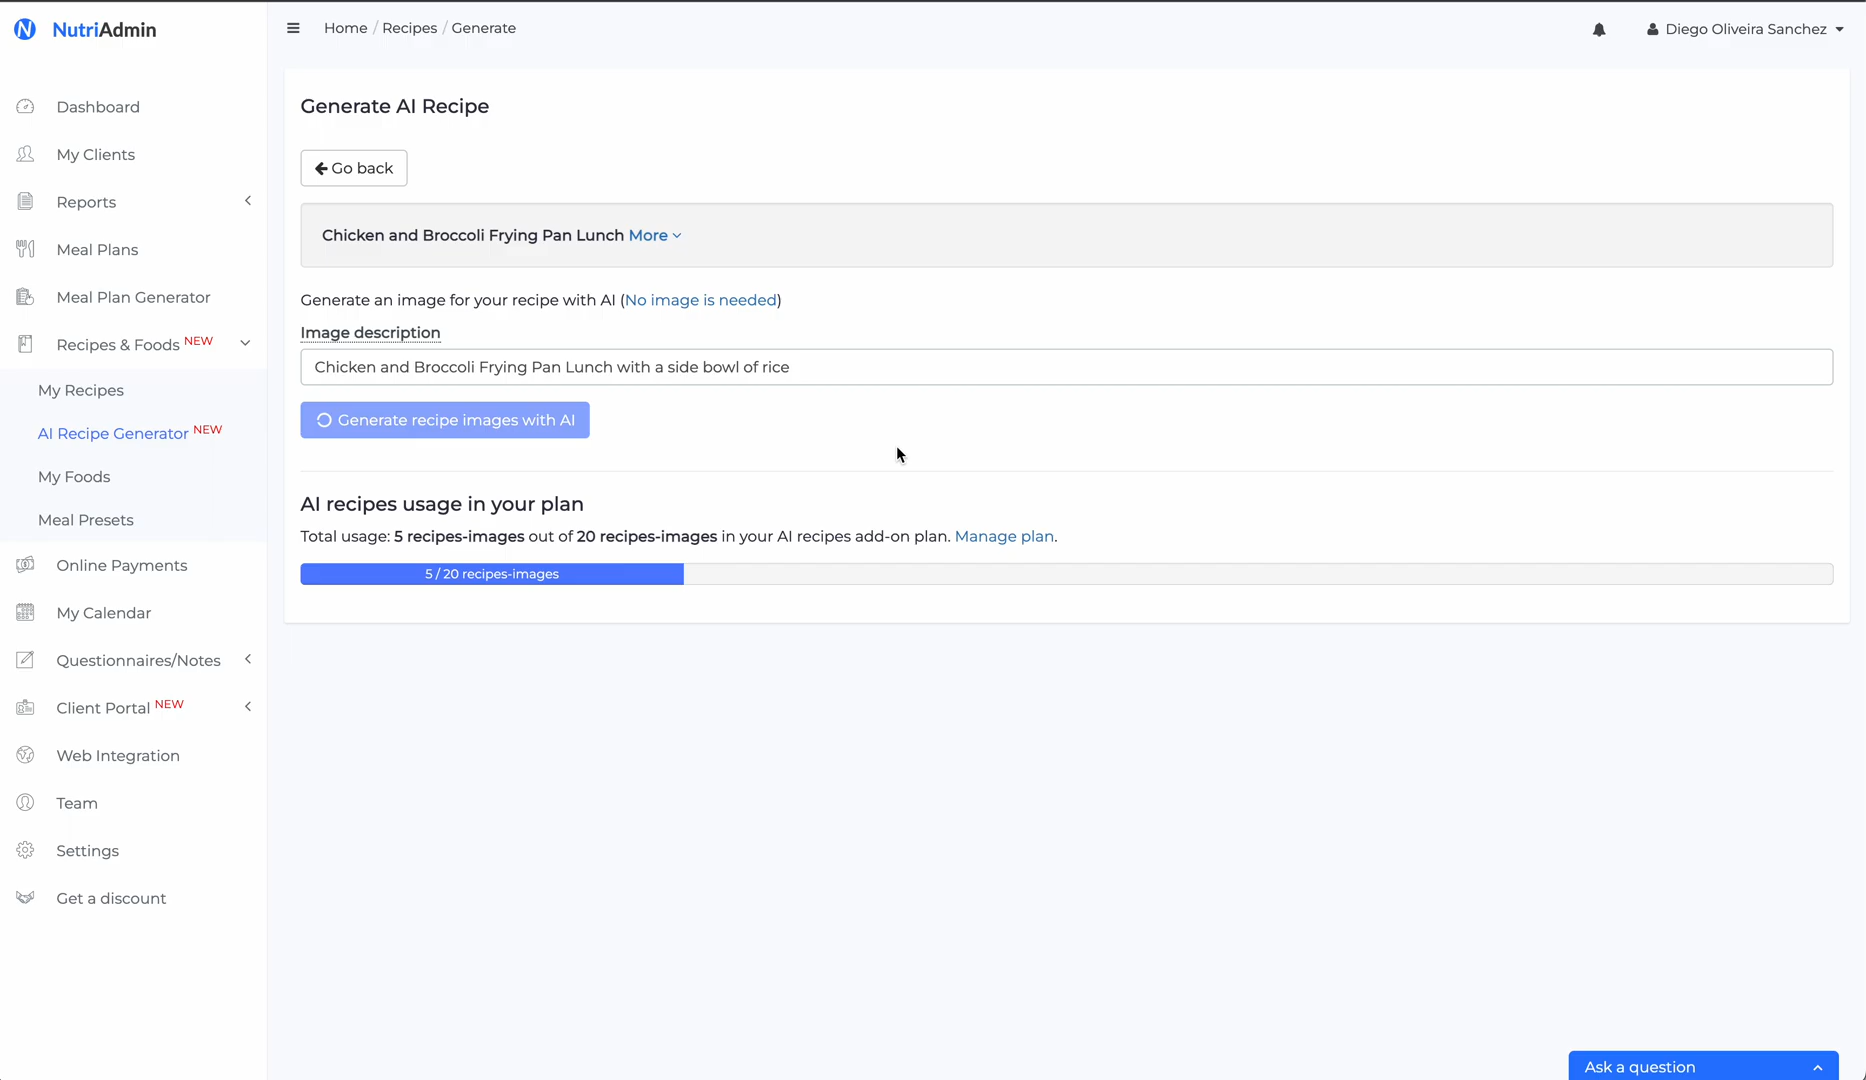 NutriAdmin
Home / Recipes / Generate
Diego Oliveira Sanchez
Dashboard
My Clients
Reports
Meal Plans
Meal Plan Generator
Recipes & Foods NEW
My Recipes
AI Recipe Generator NEW
My Foods
Meal Presets
Online Payments
My Calendar
Questionnaires/Notes
Client Portal NEW
Web Integration
Team
Settings
Get a discount
Generate AI Recipe
Go back
Chicken and Broccoli Frying Pan Lunch More
Generate an image for your recipe with AI (No image is needed)
Image description
Chicken and Broccoli Frying Pan Lunch with a side bowl of rice
Generate recipe images with AI
AI recipes usage in your plan
Total usage: 5 recipes-images out of 20 recipes-images in your AI recipes add-on plan. Manage plan.
5 / 20 recipes-images
Ask a question